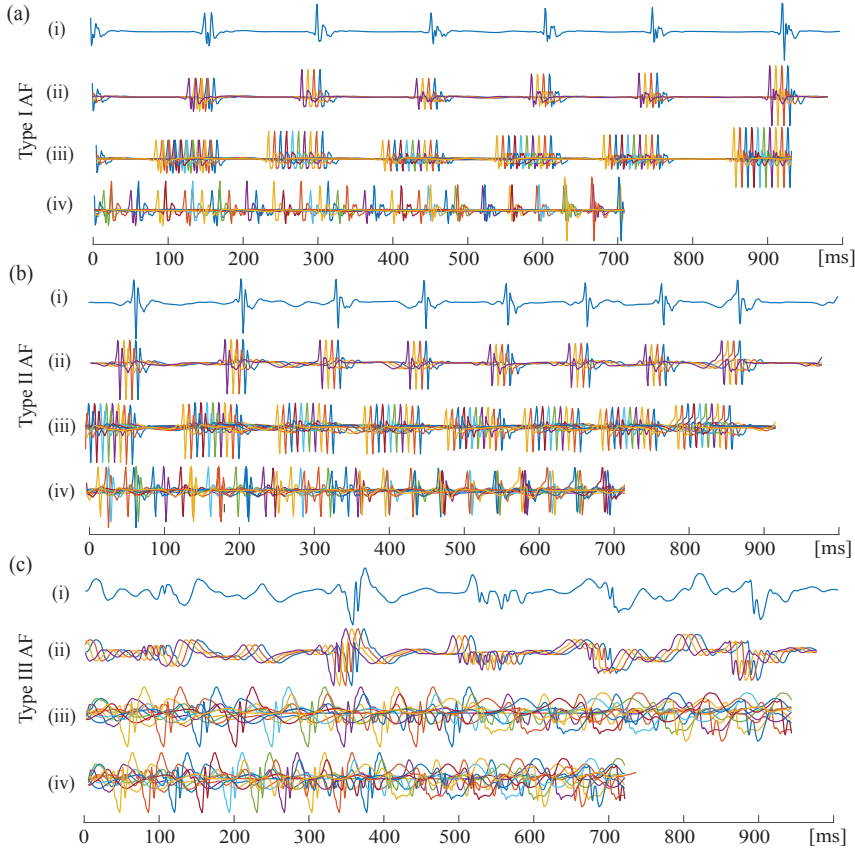 (a)
(i)
(ii)
Type I AF
(iii)
(iv)
0 100 200 300 400 500 600 700 800 900 [ms]
(b)
(i)
(ii)
Type II AF
(iii)
(iv)
0 100 200 300 400 500 600 700 800 900 [ms]
(c)
(i)
(ii)
Type III AF
(iii)
(iv)
0 100 200 300 400 500 600 700 800 900 [ms]